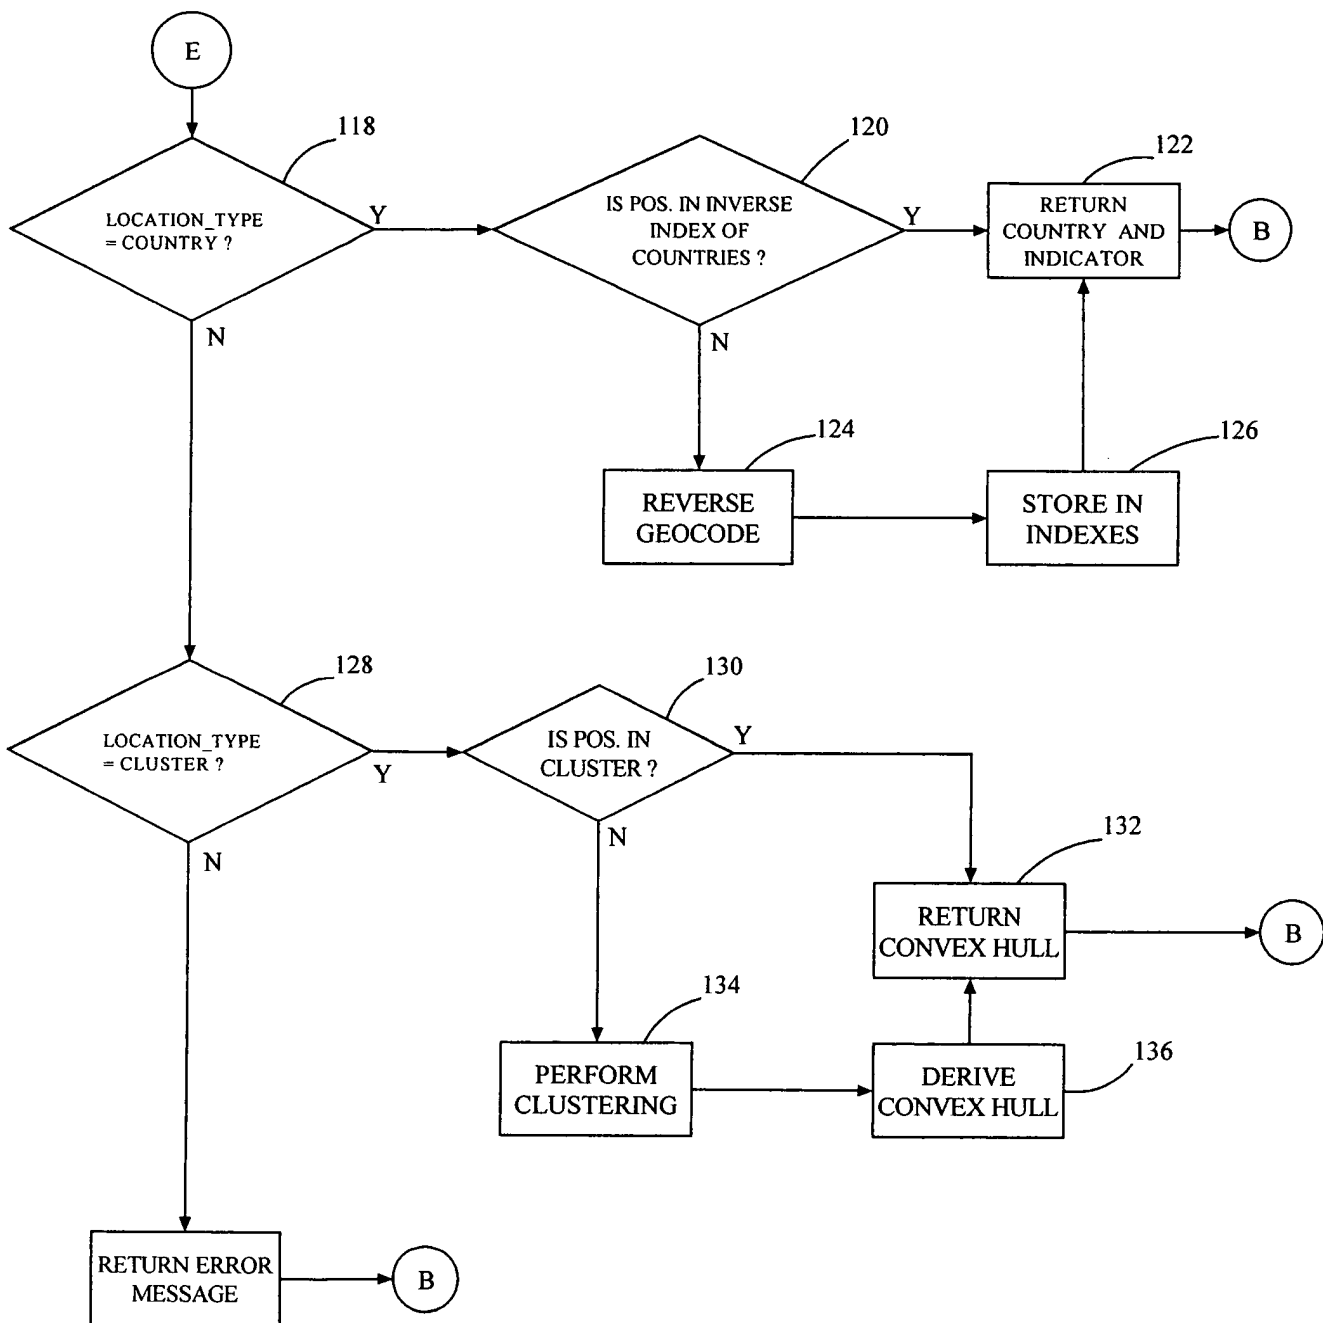 E
118
LOCATION_TYPE
= COUNTRY ?
Y
N
120
IS POS. IN INVERSE
INDEX OF
COUNTRIES ?
Y
N
122
RETURN
COUNTRY AND
INDICATOR
B
124
REVERSE
GEOCODE
126
STORE IN
INDEXES
128
LOCATION_TYPE
= CLUSTER ?
Y
N
130
IS POS. IN
CLUSTER ?
Y
N
132
RETURN
CONVEX HULL
B
134
PERFORM
CLUSTERING
136
DERIVE
CONVEX HULL
RETURN ERROR
MESSAGE
B